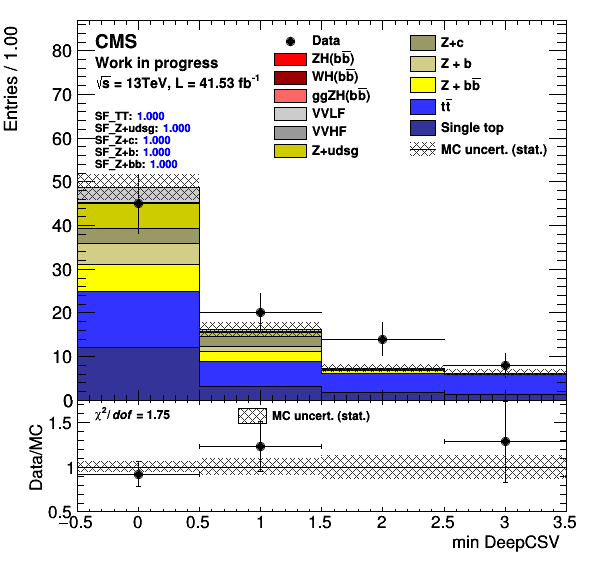 Entries / 1.00
80
70
60
50
40
30
20
10
0
CMS
Work in progress
√s = 13TeV, L = 41.53 fb⁻¹
SF_TT: 1.000
SF_Z+udsg: 1.000
SF_Z+c: 1.000
SF_Z+b: 1.000
SF_Z+bb: 1.000
Data
ZH(bb̅)
WH(bb̅)
ggZH(bb̅)
VVLF
VVHF
Z+udsg
Z+c
Z + b
Z + bb̅
tt̅
Single top
MC uncert. (stat.)
Data/MC
1.5
1
0.5
χ²/dof = 1.75
MC uncert. (stat.)
−0.5 0 0.5 1 1.5 2 2.5 3 3.5
min DeepCSV